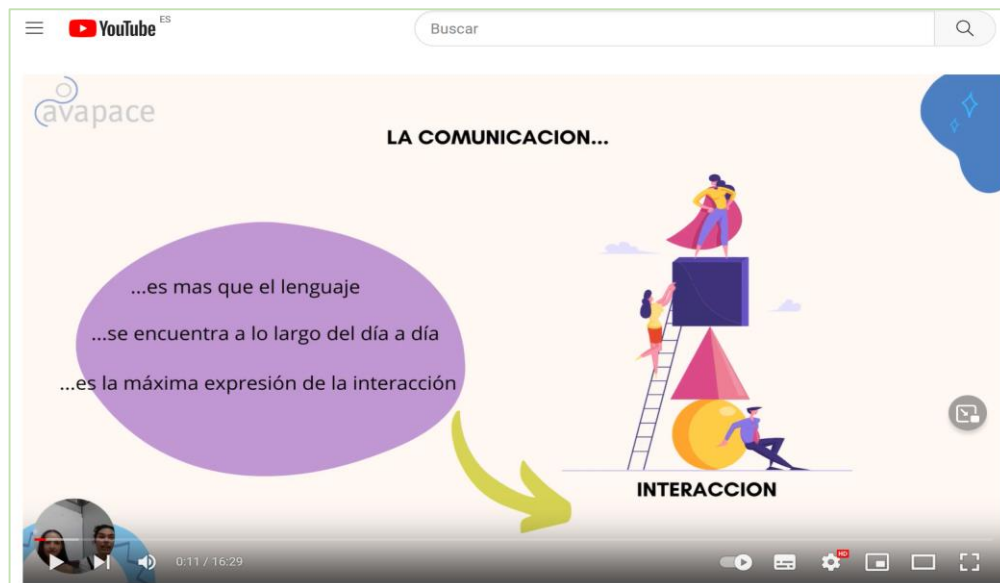 YouTube ES
Buscar
avapace
LA COMUNICACION...
...es mas que el lenguaje
...se encuentra a lo largo del día a día
...es la máxima expresión de la interacción
INTERACCION
0:11 / 16:29
HD